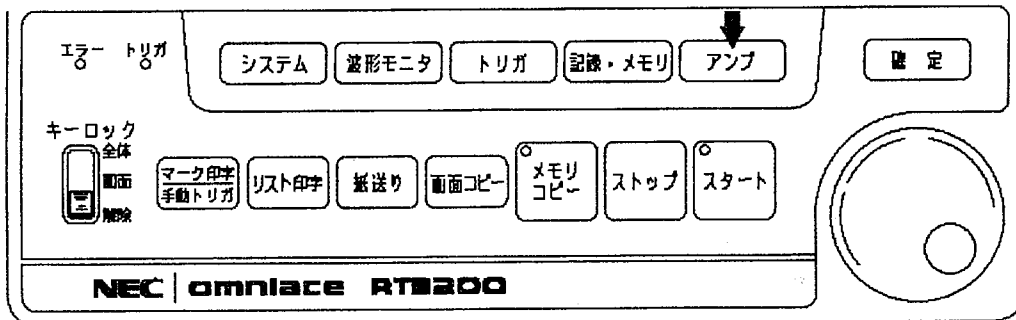 エラー トリガ
システム 波形モニタ トリガ 記録・メモリ アンプ 確 定
キーロック
全体
画面
解除
マーク印字
手動トリガ
リスト印字 紙送り 画面コピー
メモリ
コピー
ストップ スタート
NEC omniace RT3200